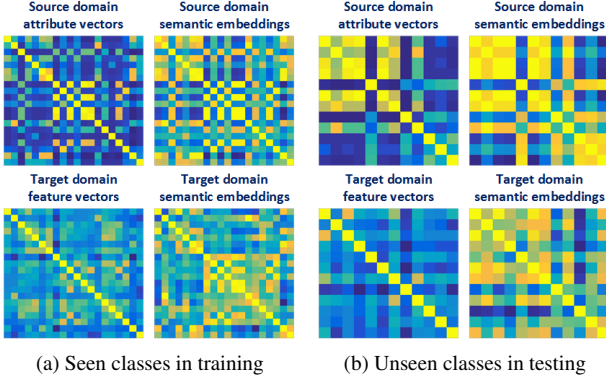 Source domain
attribute vectors
Source domain
semantic embeddings
Source domain
attribute vectors
Source domain
semantic embeddings
Target domain
feature vectors
Target domain
semantic embeddings
Target domain
feature vectors
Target domain
semantic embeddings
(a) Seen classes in training
(b) Unseen classes in testing